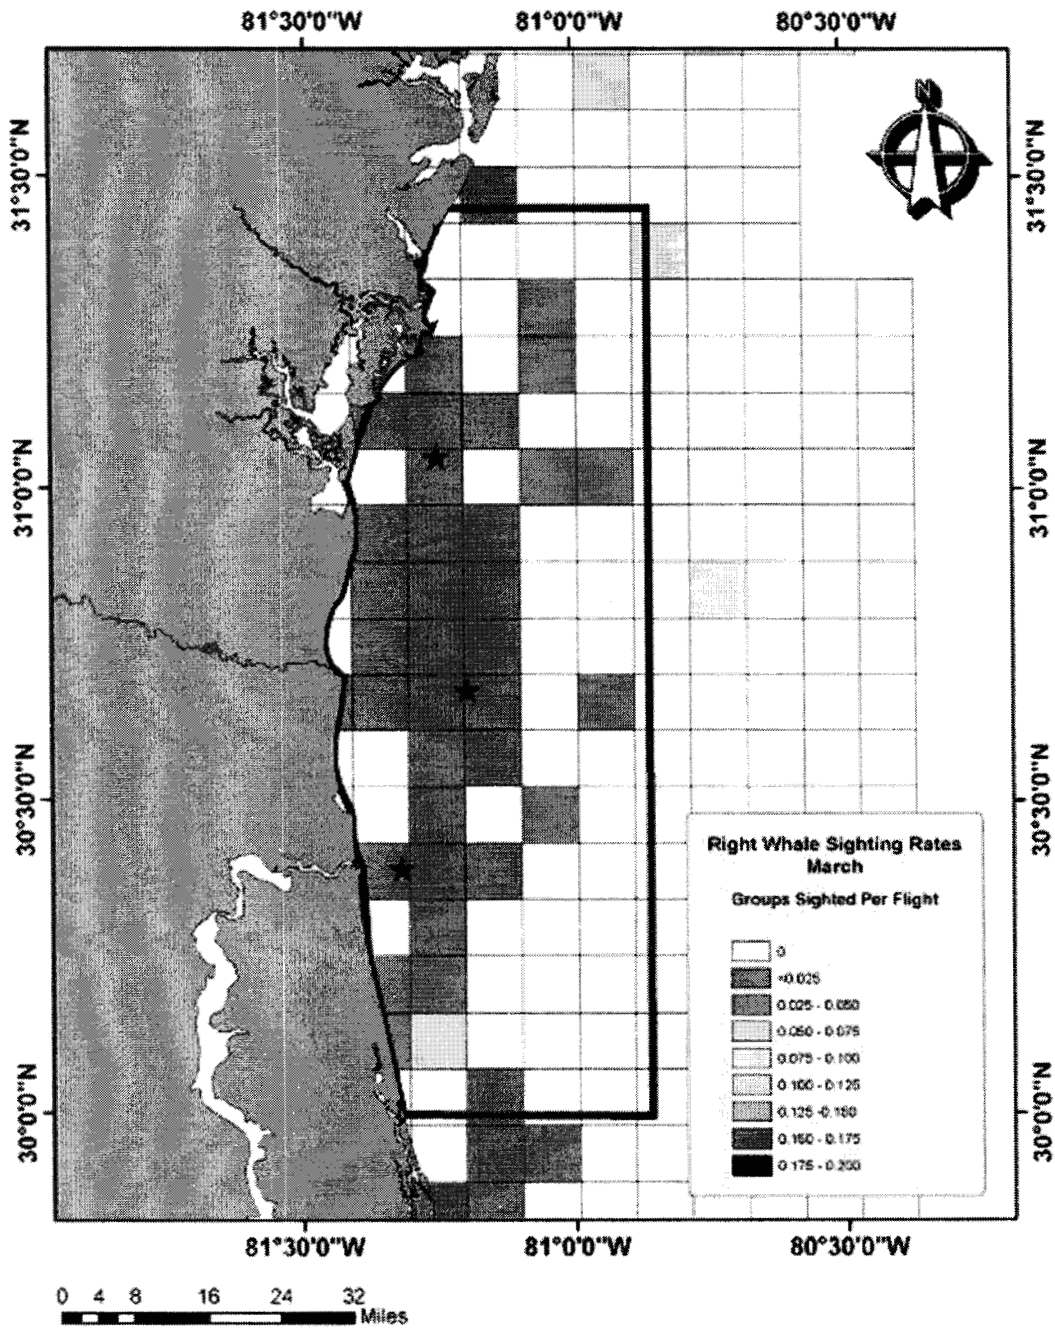 81°30'0"W 81°0'0"W 80°30'0"W
N
31°30'0"N 31°30'0"N
31°0'0"N 31°0'0"N
30°30'0"N 30°30'0"N
30°0'0"N 30°0'0"N
Right Whale Sighting Rates
March
Groups Sighted Per Flight
0
<0.025
0.025 - 0.050
0.050 - 0.075
0.075 - 0.100
0.100 - 0.125
0.125 -0.150
0.150 - 0.175
0.175 - 0.200
81°30'0"W 81°0'0"W 80°30'0"W
0 4 8 16 24 32
Miles